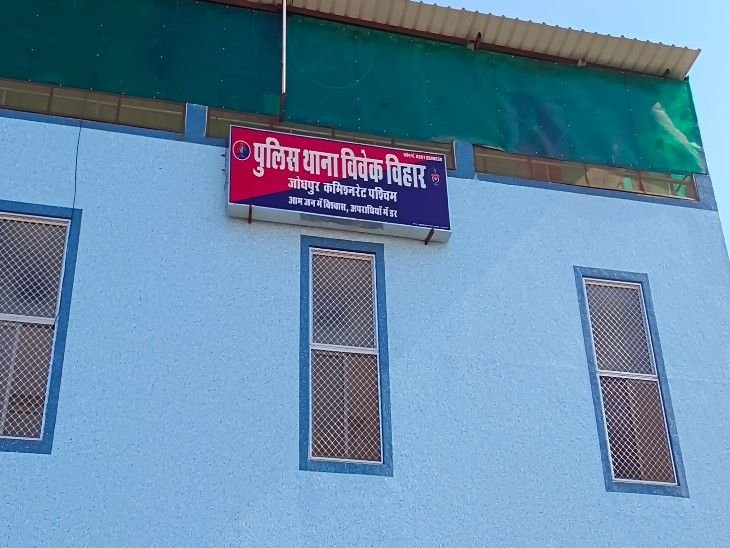 पुलिस थाना विवेक विहार
जोधपुर कमिश्नरेट पश्चिम
आम जन में विश्वास, अपराधियों में डर